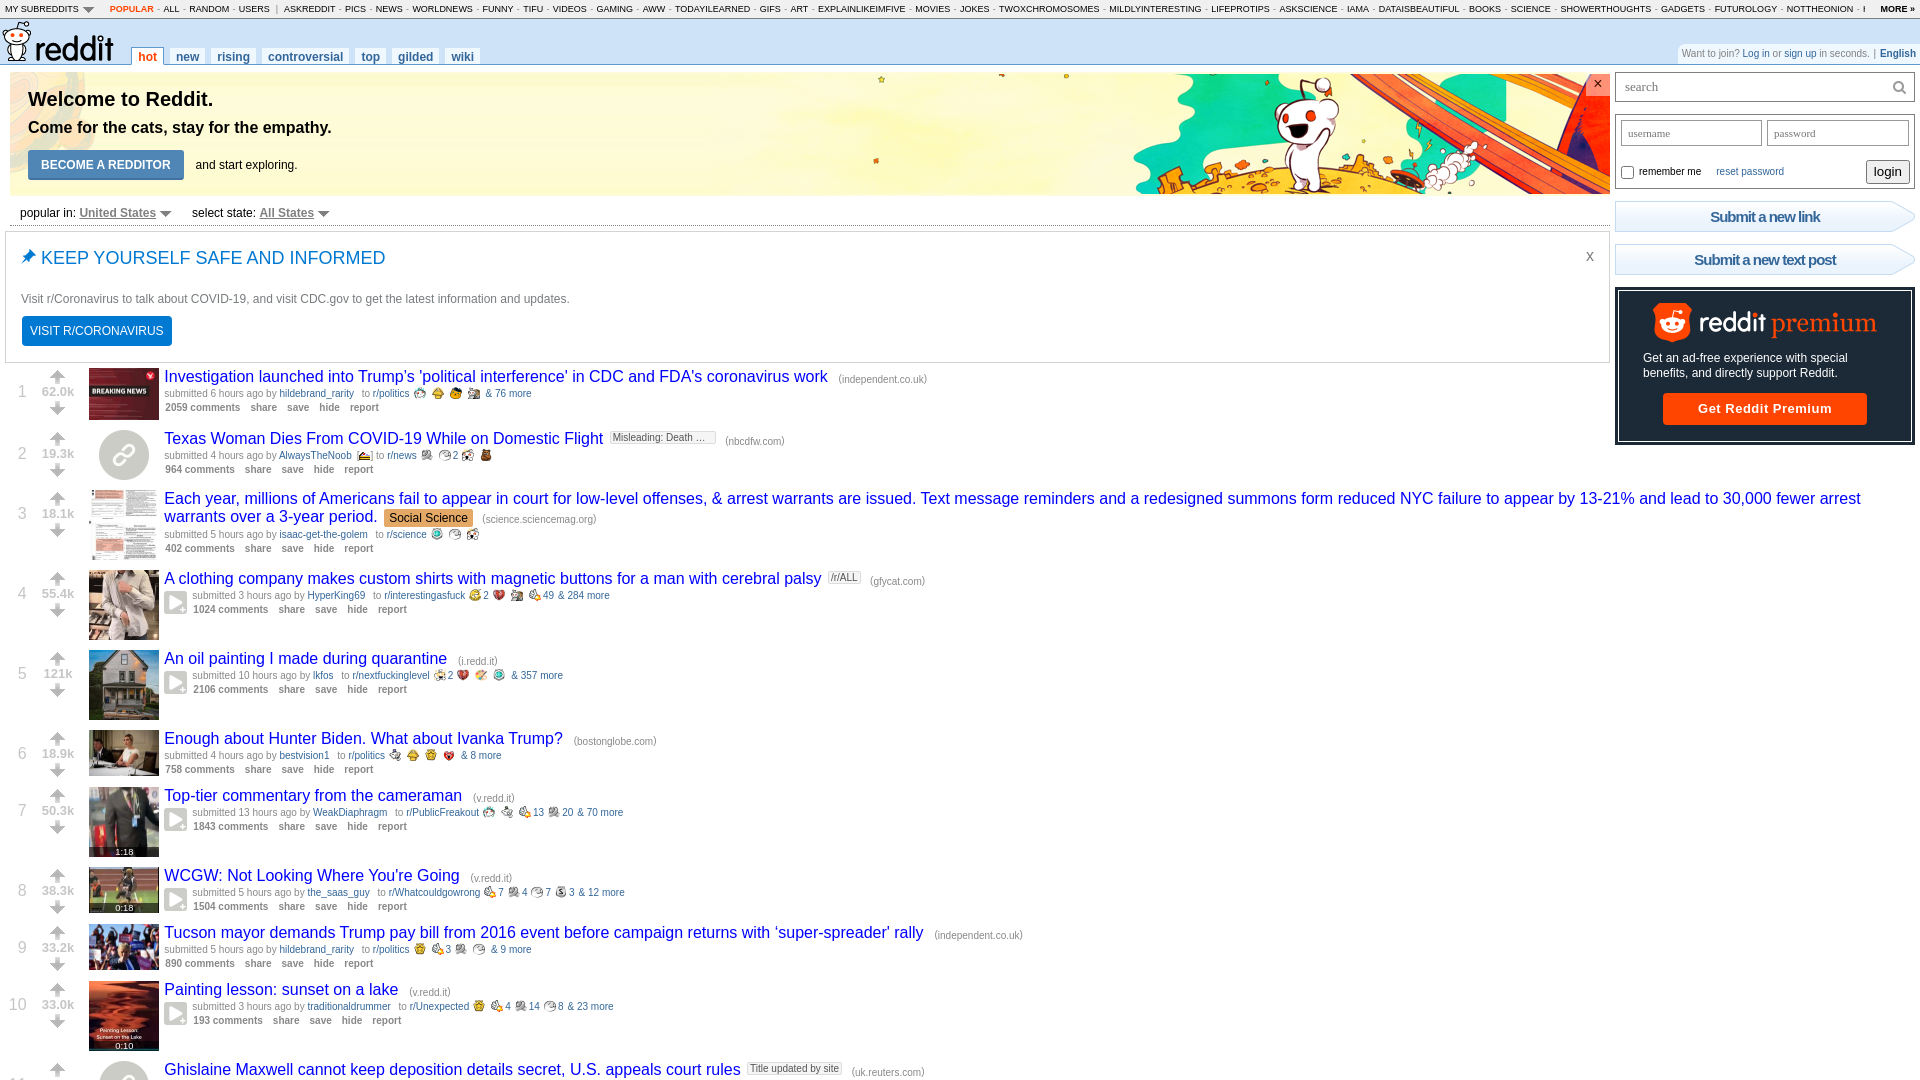 MY SUBREDDITS POPULAR - ALL - RANDOM - USERS | ASKREDDIT - PICS - NEWS - WORLDNEWS - FUNNY - TIFU - VIDEOS - GAMING - AWW - TODAYILEARNED - GIFS - ART - EXPLAINLIKEIMFIVE - MOVIES - JOKES - TWOXCHROMOSOMES - MILDLYINTERESTING - LIFEPROTIPS - ASKSCIENCE - IAMA - DATAISBEAUTIFUL - BOOKS - SCIENCE - SHOWERTHOUGHTS - GADGETS - FUTUROLOGY - NOTTHEONION - MORE »
reddit hot new rising controversial top gilded wiki
Want to join? Log in or sign up in seconds. | English
Welcome to Reddit.
Come for the cats, stay for the empathy.
BECOME A REDDITOR and start exploring.
×
search
username password
remember me reset password login
Submit a new link
Submit a new text post
reddit premium
Get an ad-free experience with special
benefits, and directly support Reddit.
Get Reddit Premium
popular in: United States select state: All States
KEEP YOURSELF SAFE AND INFORMED x
Visit r/Coronavirus to talk about COVID-19, and visit CDC.gov to get the latest information and updates.
VISIT R/CORONAVIRUS
1 62.0k BREAKING NEWS
Investigation launched into Trump's 'political interference' in CDC and FDA's coronavirus work (independent.co.uk)
submitted 6 hours ago by hildebrand_rarity to r/politics & 76 more
2059 comments share save hide report
2 19.3k
Texas Woman Dies From COVID-19 While on Domestic Flight Misleading: Death ... (nbcdfw.com)
submitted 4 hours ago by AlwaysTheNoob [] to r/news 2
964 comments share save hide report
3 18.1k
Each year, millions of Americans fail to appear in court for low-level offenses, & arrest warrants are issued. Text message reminders and a redesigned summons form reduced NYC failure to appear by 13-21% and lead to 30,000 fewer arrest
warrants over a 3-year period. Social Science (science.sciencemag.org)
submitted 5 hours ago by isaac-get-the-golem to r/science
402 comments share save hide report
4 55.4k
A clothing company makes custom shirts with magnetic buttons for a man with cerebral palsy /r/ALL (gfycat.com)
submitted 3 hours ago by HyperKing69 to r/interestingasfuck 2 49 & 284 more
1024 comments share save hide report
5 121k
An oil painting I made during quarantine (i.redd.it)
submitted 10 hours ago by lkfos to r/nextfuckinglevel 2 & 357 more
2106 comments share save hide report
6 18.9k
Enough about Hunter Biden. What about Ivanka Trump? (bostonglobe.com)
submitted 4 hours ago by bestvision1 to r/politics & 8 more
758 comments share save hide report
7 50.3k 1:18
Top-tier commentary from the cameraman (v.redd.it)
submitted 13 hours ago by WeakDiaphragm to r/PublicFreakout 13 20 & 70 more
1843 comments share save hide report
8 38.3k 0:18
WCGW: Not Looking Where You're Going (v.redd.it)
submitted 5 hours ago by the_saas_guy to r/Whatcouldgowrong 7 4 7 3 & 12 more
1504 comments share save hide report
9 33.2k
Tucson mayor demands Trump pay bill from 2016 event before campaign returns with ‘super-spreader' rally (independent.co.uk)
submitted 5 hours ago by hildebrand_rarity to r/politics 3 & 9 more
890 comments share save hide report
10 33.0k Painting Lesson: Sunset on the Lake 0:10
Painting lesson: sunset on a lake (v.redd.it)
submitted 3 hours ago by traditionaldrummer to r/Unexpected 4 14 8 & 23 more
193 comments share save hide report
Ghislaine Maxwell cannot keep deposition details secret, U.S. appeals court rules Title updated by site (uk.reuters.com)